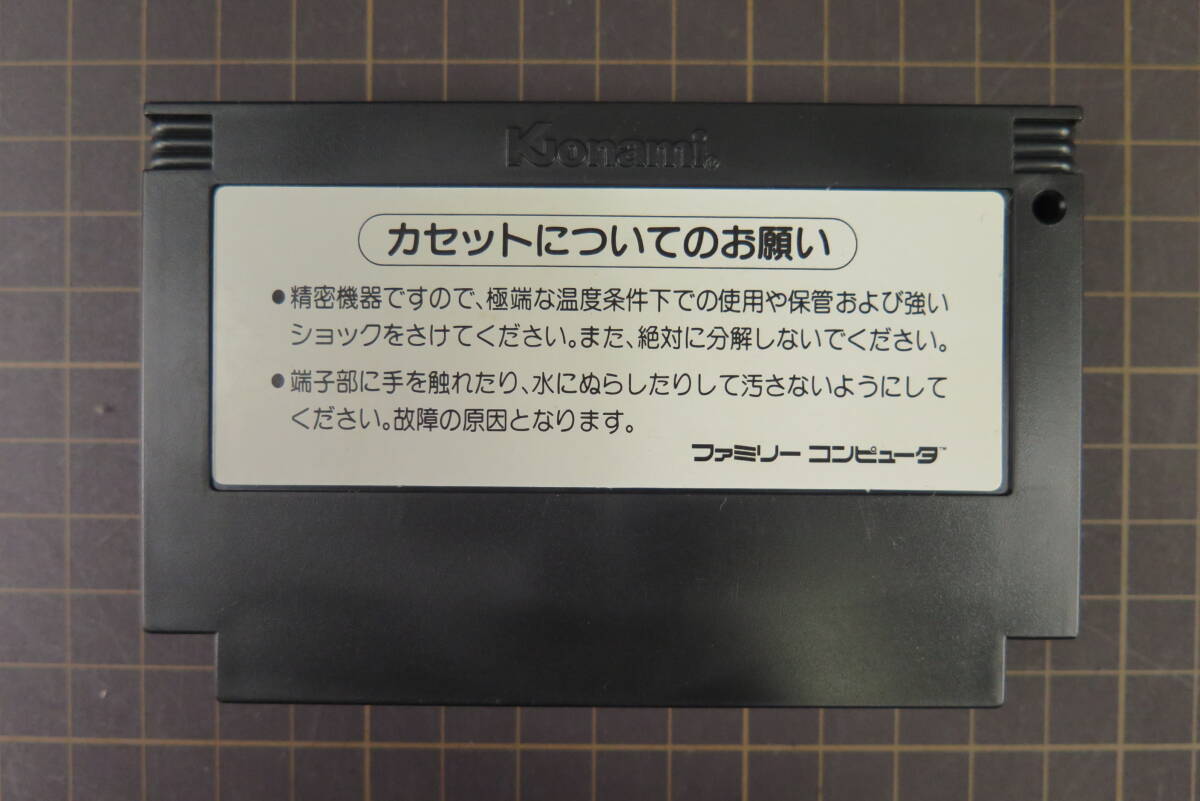 Konami
カセットについてのお願い
●精密機器ですので、極端な温度条件下での使用や保管および強い
ショックをさけてください。また、絶対に分解しないでください。
●端子部に手を触れたり、水にぬらしたりして汚さないようにして
ください。故障の原因となります。
ファミリー コンピュータ™